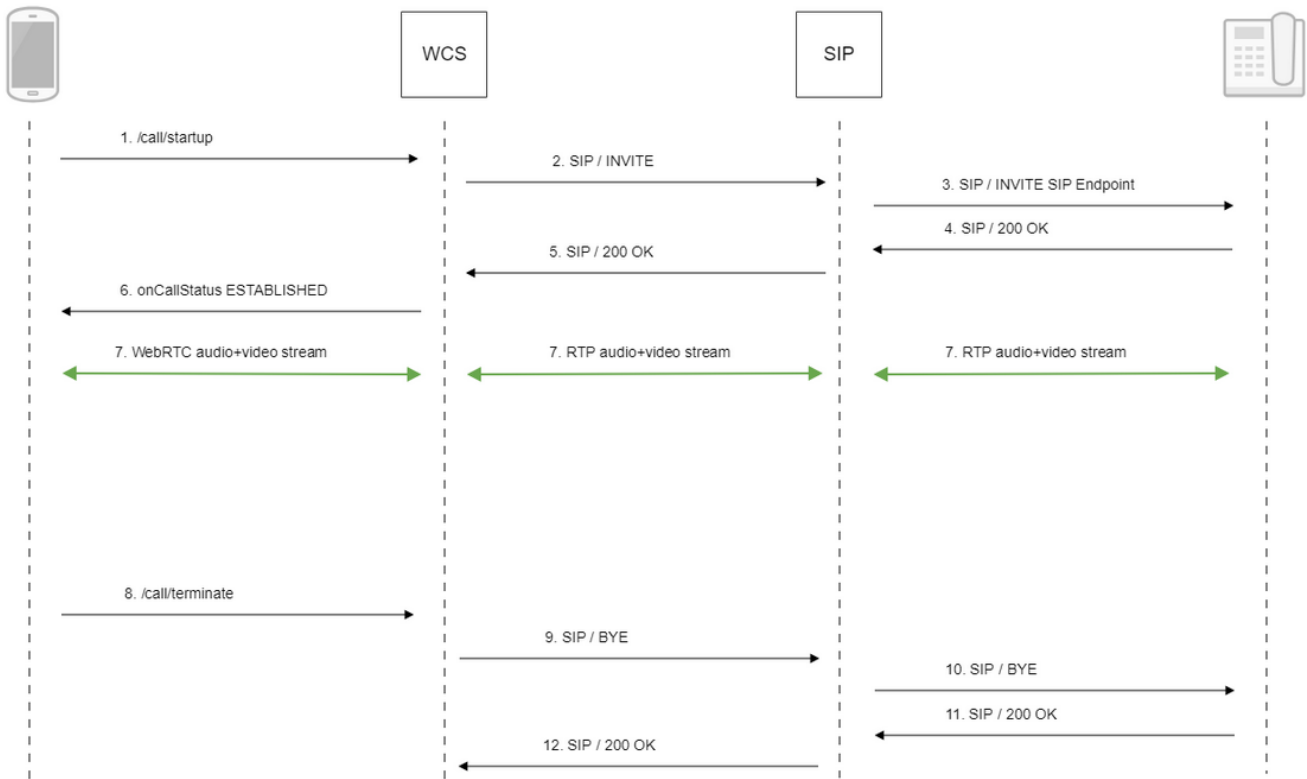 WCS
SIP
1. /call/startup
2. SIP / INVITE
3. SIP / INVITE SIP Endpoint
4. SIP / 200 OK
5. SIP / 200 OK
6. onCallStatus ESTABLISHED
7. WebRTC audio+video stream
7. RTP audio+video stream
7. RTP audio+video stream
8. /call/terminate
9. SIP / BYE
10. SIP / BYE
11. SIP / 200 OK
12. SIP / 200 OK